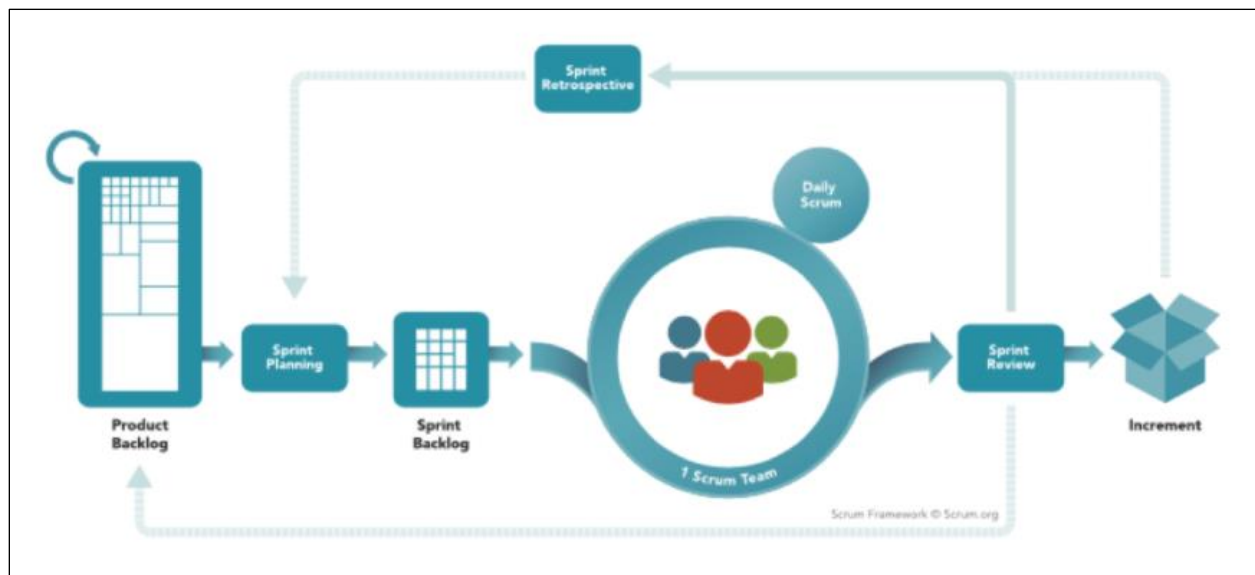 Sprint
Retrospective
Daily
Scrum
Sprint
Planning
Sprint
Review
Product
Backlog
Sprint
Backlog
Increment
1 Scrum Team
Scrum Framework © Scrum.org